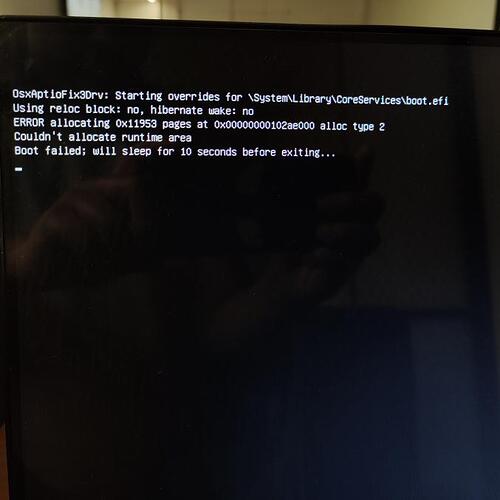 OsxAptioFix3Drv: Starting overrides for \System\Library\CoreServices\boot.efi
Using reloc block: no, hibernate wake: no
ERROR allocating 0x11953 pages at 0x00000000102ae000 alloc type 2
Couldn't allocate runtime area
Boot failed; will sleep for 10 seconds before exiting...